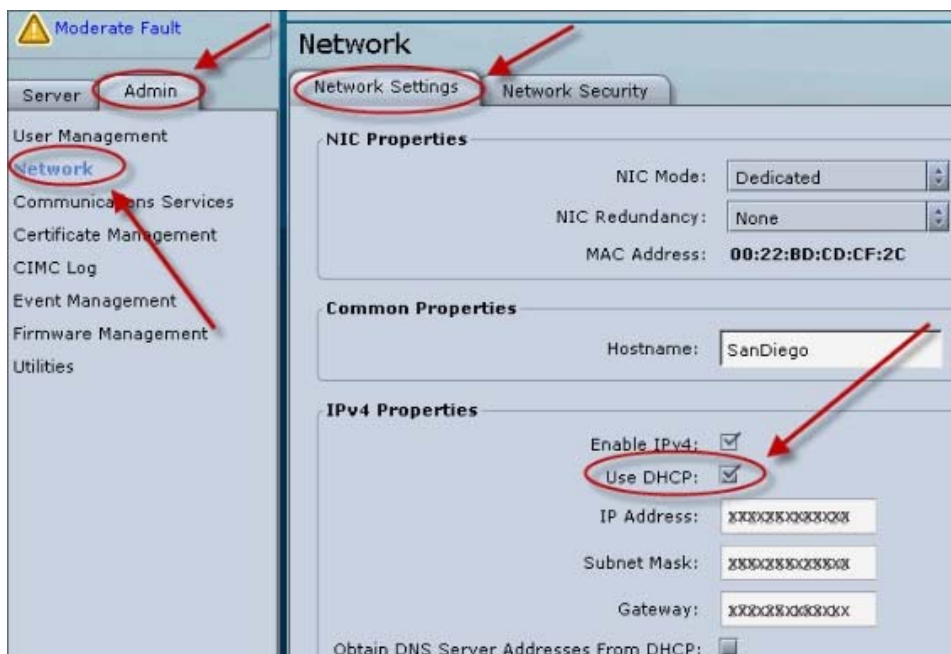 Moderate Fault
Server
Admin
User Management
Network
Communications Services
Certificate Management
CIMC Log
Event Management
Firmware Management
Utilities
Network
Network Settings
Network Security
NIC Properties
NIC Mode: Dedicated
NIC Redundancy: None
MAC Address: 00:22:BD:CD:CF:2C
Common Properties
Hostname: SanDiego
IPv4 Properties
Enable IPv4:
Use DHCP:
IP Address:
Subnet Mask:
Gateway:
Obtain DNS Server Addresses From DHCP: